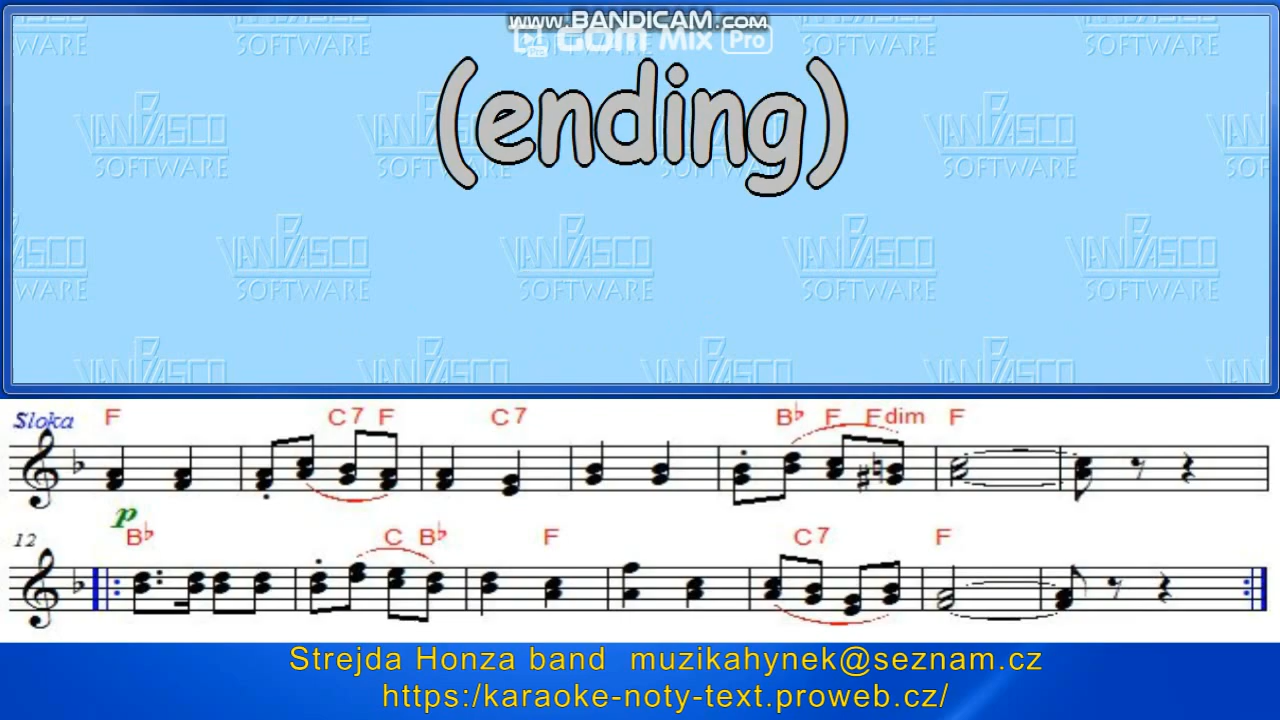 www.BANDICAM.com
GOM Mix Pro
(ending)
VANBASCO SOFTWARE
Sloka F C7 F C7 B♭ F F dim F
p
12 B♭ C B♭ F C7 F
Strejda Honza band muzikahynek@seznam.cz
https:/karaoke-noty-text.proweb.cz/